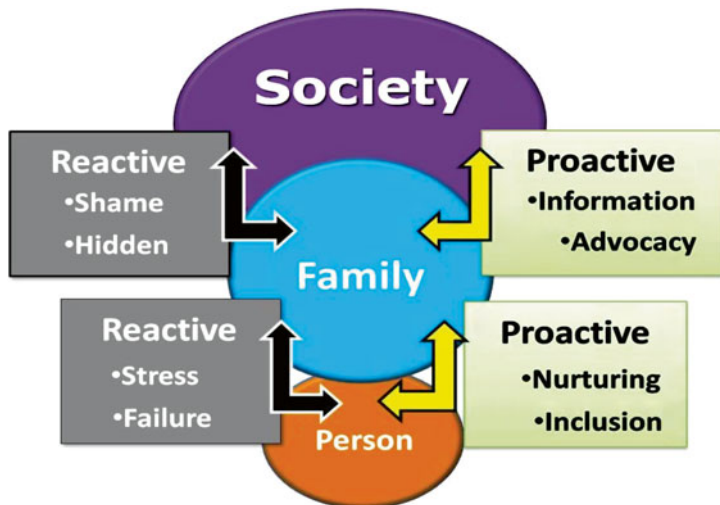 Society
Reactive
•Shame
•Hidden
Proactive
•Information
•Advocacy
Family
Reactive
•Stress
•Failure
Proactive
•Nurturing
•Inclusion
Person